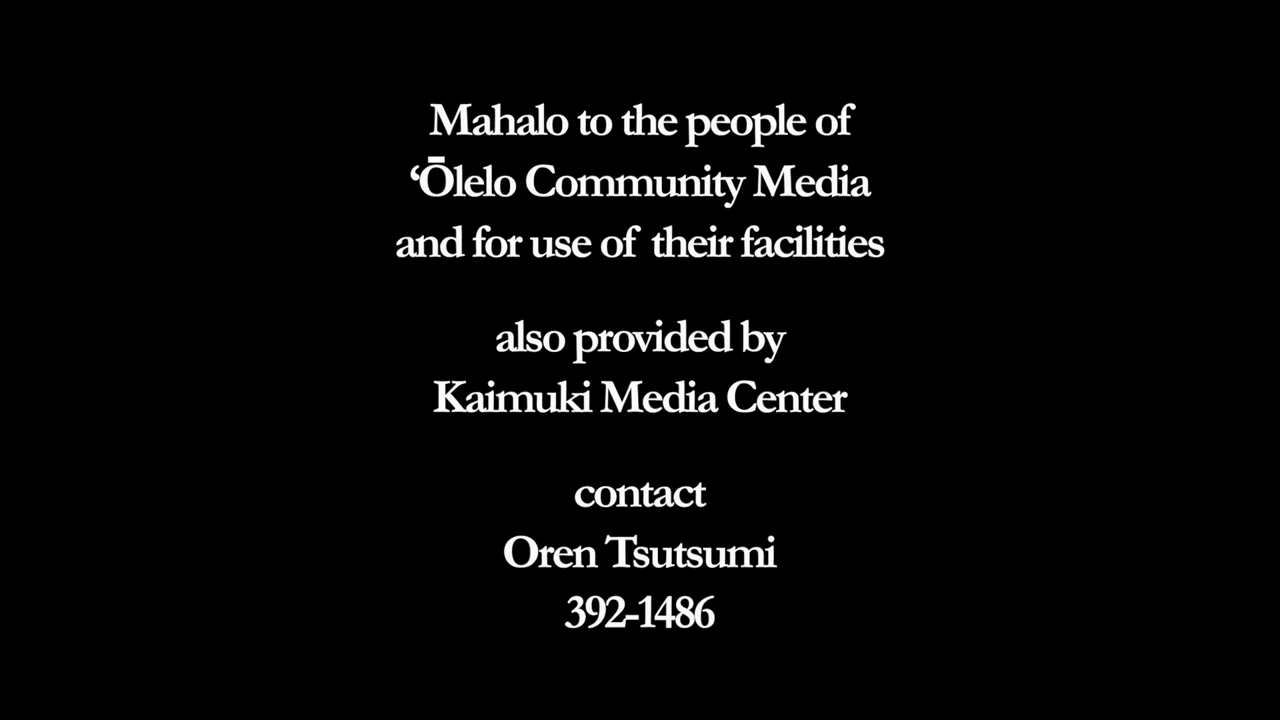 Mahalo to the people of
‘Ōlelo Community Media
and for use of their facilities
also provided by
Kaimuki Media Center
contact
Oren Tsutsumi
392-1486